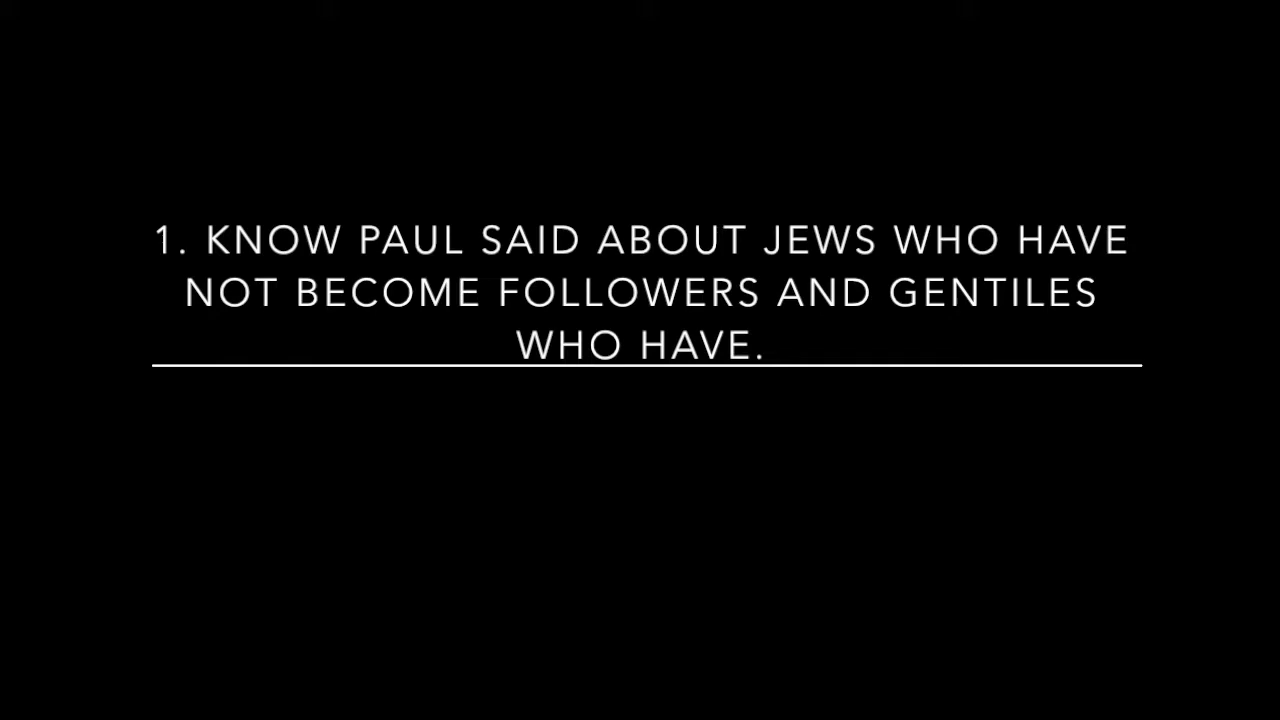 1. KNOW PAUL SAID ABOUT JEWS WHO HAVE
NOT BECOME FOLLOWERS AND GENTILES
WHO HAVE.